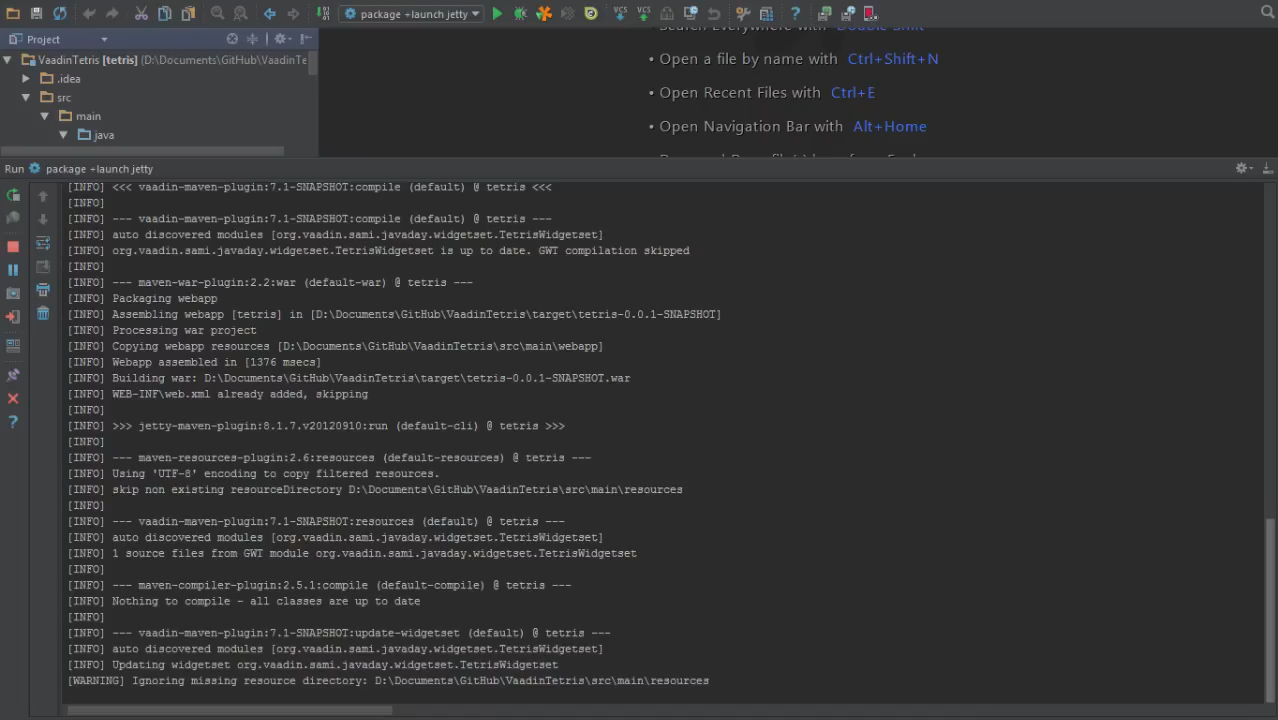 package +launch jetty
Project
Search Everywhere with Double Shift
VaadinTetris [tetris] (D:\Documents\GitHub\VaadinTe
• Open a file by name with Ctrl+Shift+N
.idea
src
• Open Recent Files with Ctrl+E
main
java
• Open Navigation Bar with Alt+Home
Run package +launch jetty
[INFO] <<< vaadin-maven-plugin:7.1-SNAPSHOT:compile (default) @ tetris <<<
[INFO]
[INFO] --- vaadin-maven-plugin:7.1-SNAPSHOT:compile (default) @ tetris ---
[INFO] auto discovered modules [org.vaadin.sami.javaday.widgetset.TetrisWidgetset]
[INFO] org.vaadin.sami.javaday.widgetset.TetrisWidgetset is up to date. GWT compilation skipped
[INFO]
[INFO] --- maven-war-plugin:2.2:war (default-war) @ tetris ---
[INFO] Packaging webapp
[INFO] Assembling webapp [tetris] in [D:\Documents\GitHub\VaadinTetris\target\tetris-0.0.1-SNAPSHOT]
[INFO] Processing war project
[INFO] Copying webapp resources [D:\Documents\GitHub\VaadinTetris\src\main\webapp]
[INFO] Webapp assembled in [1376 msecs]
[INFO] Building war: D:\Documents\GitHub\VaadinTetris\target\tetris-0.0.1-SNAPSHOT.war
[INFO] WEB-INF\web.xml already added, skipping
[INFO]
[INFO] >>> jetty-maven-plugin:8.1.7.v20120910:run (default-cli) @ tetris >>>
[INFO]
[INFO] --- maven-resources-plugin:2.6:resources (default-resources) @ tetris ---
[INFO] Using 'UTF-8' encoding to copy filtered resources.
[INFO] skip non existing resourceDirectory D:\Documents\GitHub\VaadinTetris\src\main\resources
[INFO]
[INFO] --- vaadin-maven-plugin:7.1-SNAPSHOT:resources (default) @ tetris ---
[INFO] auto discovered modules [org.vaadin.sami.javaday.widgetset.TetrisWidgetset]
[INFO] 1 source files from GWT module org.vaadin.sami.javaday.widgetset.TetrisWidgetset
[INFO]
[INFO] --- maven-compiler-plugin:2.5.1:compile (default-compile) @ tetris ---
[INFO] Nothing to compile - all classes are up to date
[INFO]
[INFO] --- vaadin-maven-plugin:7.1-SNAPSHOT:update-widgetset (default) @ tetris ---
[INFO] auto discovered modules [org.vaadin.sami.javaday.widgetset.TetrisWidgetset]
[INFO] Updating widgetset org.vaadin.sami.javaday.widgetset.TetrisWidgetset
[WARNING] Ignoring missing resource directory: D:\Documents\GitHub\VaadinTetris\src\main\resources